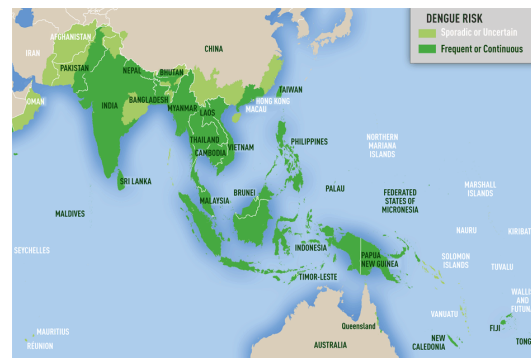 DENGUE RISK
Sporadic or Uncertain
Frequent or Continuous
AFGHANISTAN
IRAN
CHINA
PAKISTAN
NEPAL
BHUTAN
OMAN
INDIA
BANGLADESH
MYANMAR
LAOS
TAIWAN
HONG KONG
MACAU
THAILAND
CAMBODIA
VIETNAM
PHILIPPINES
NORTHERN
MARIANA
ISLANDS
SRI LANKA
MALDIVES
MALAYSIA
BRUNEI
PALAU
FEDERATED
STATES OF
MICRONESIA
MARSHALL
ISLANDS
SEYCHELLES
INDONESIA
PAPUA
NEW GUINEA
NAURU
KIRIBAT
SOLOMON
ISLANDS
TUVALU
TIMOR-LESTE
WALLIS
AND
FUTUNA
VANUATU
FIJI
MAURITIUS
RÉUNION
Queensland
AUSTRALIA
NEW
CALEDONIA
TONG